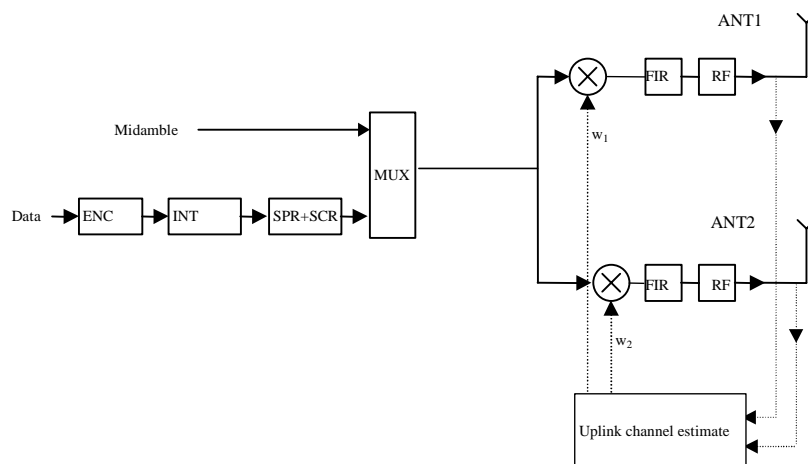 ANT1
FIR
RF
Midamble
w1
MUX
Data
ENC
INT
SPR+SCR
ANT2
FIR
RF
w2
Uplink channel estimate